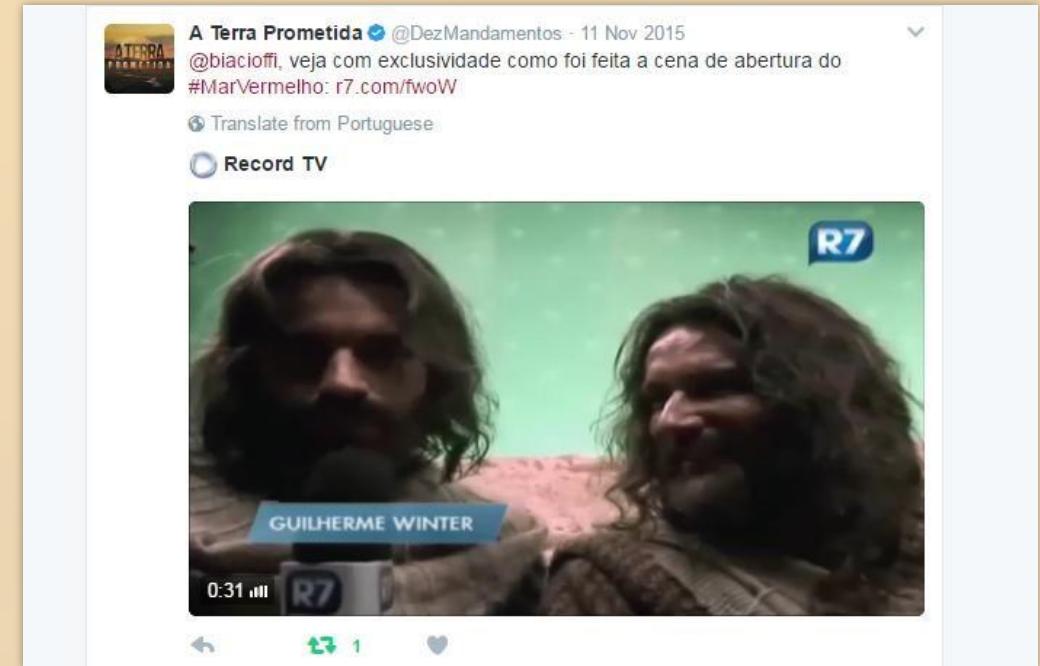 A Terra Prometida @DezMandamentos · 11 Nov 2015
@biacioffi, veja com exclusividade como foi feita a cena de abertura do
#MarVermelho: r7.com/fwoW
Translate from Portuguese
Record TV
A TERRA
PROMETIDA
R7
GUILHERME WINTER
0:31
R7
1